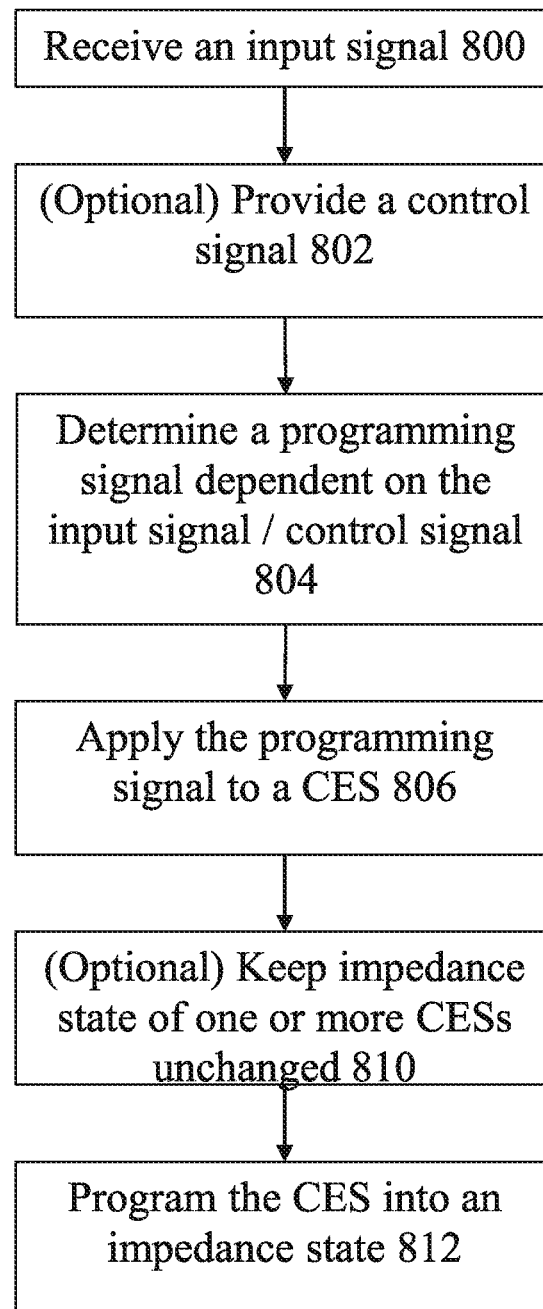 Receive an input signal 800
(Optional) Provide a control
signal 802
Determine a programming
signal dependent on the
input signal / control signal
804
Apply the programming
signal to a CES 806
(Optional) Keep impedance
state of one or more CESs
unchanged 810
Program the CES into an
impedance state 812